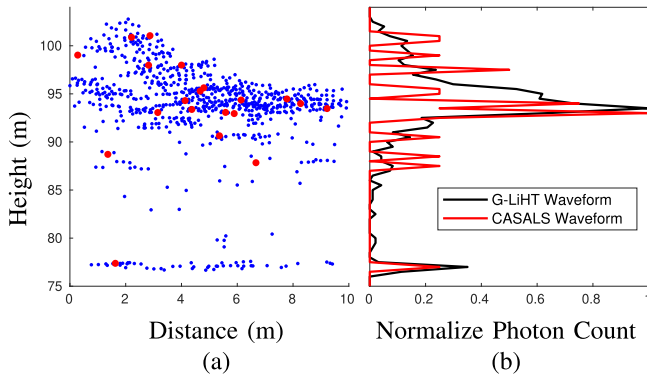 Height (m)
100
95
90
85
80
75
0 2 4 6 8 10
Distance (m)
(a)
G-LiHT Waveform
CASALS Waveform
0 0.2 0.4 0.6 0.8 1
Normalize Photon Count
(b)